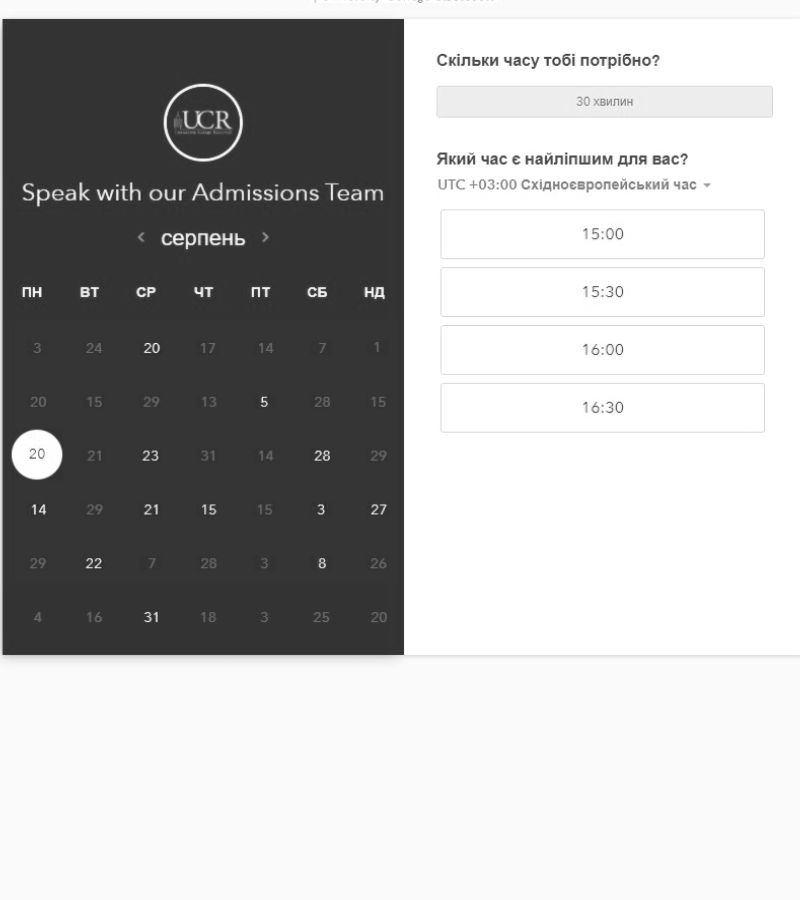 UCR
Speak with our Admissions Team
‹ серпень ›
ПН ВТ СР ЧТ ПТ СБ НД
3 24 20 17 14 7 1
20 15 29 13 5 28 15
20 21 23 31 14 28 29
14 29 21 15 15 3 27
29 22 7 28 3 8 26
4 16 31 18 3 25 20
Скільки часу тобі потрібно?
30 хвилин
Який час є найліпшим для вас?
UTC +03:00 Східноєвропейський час
15:00
15:30
16:00
16:30